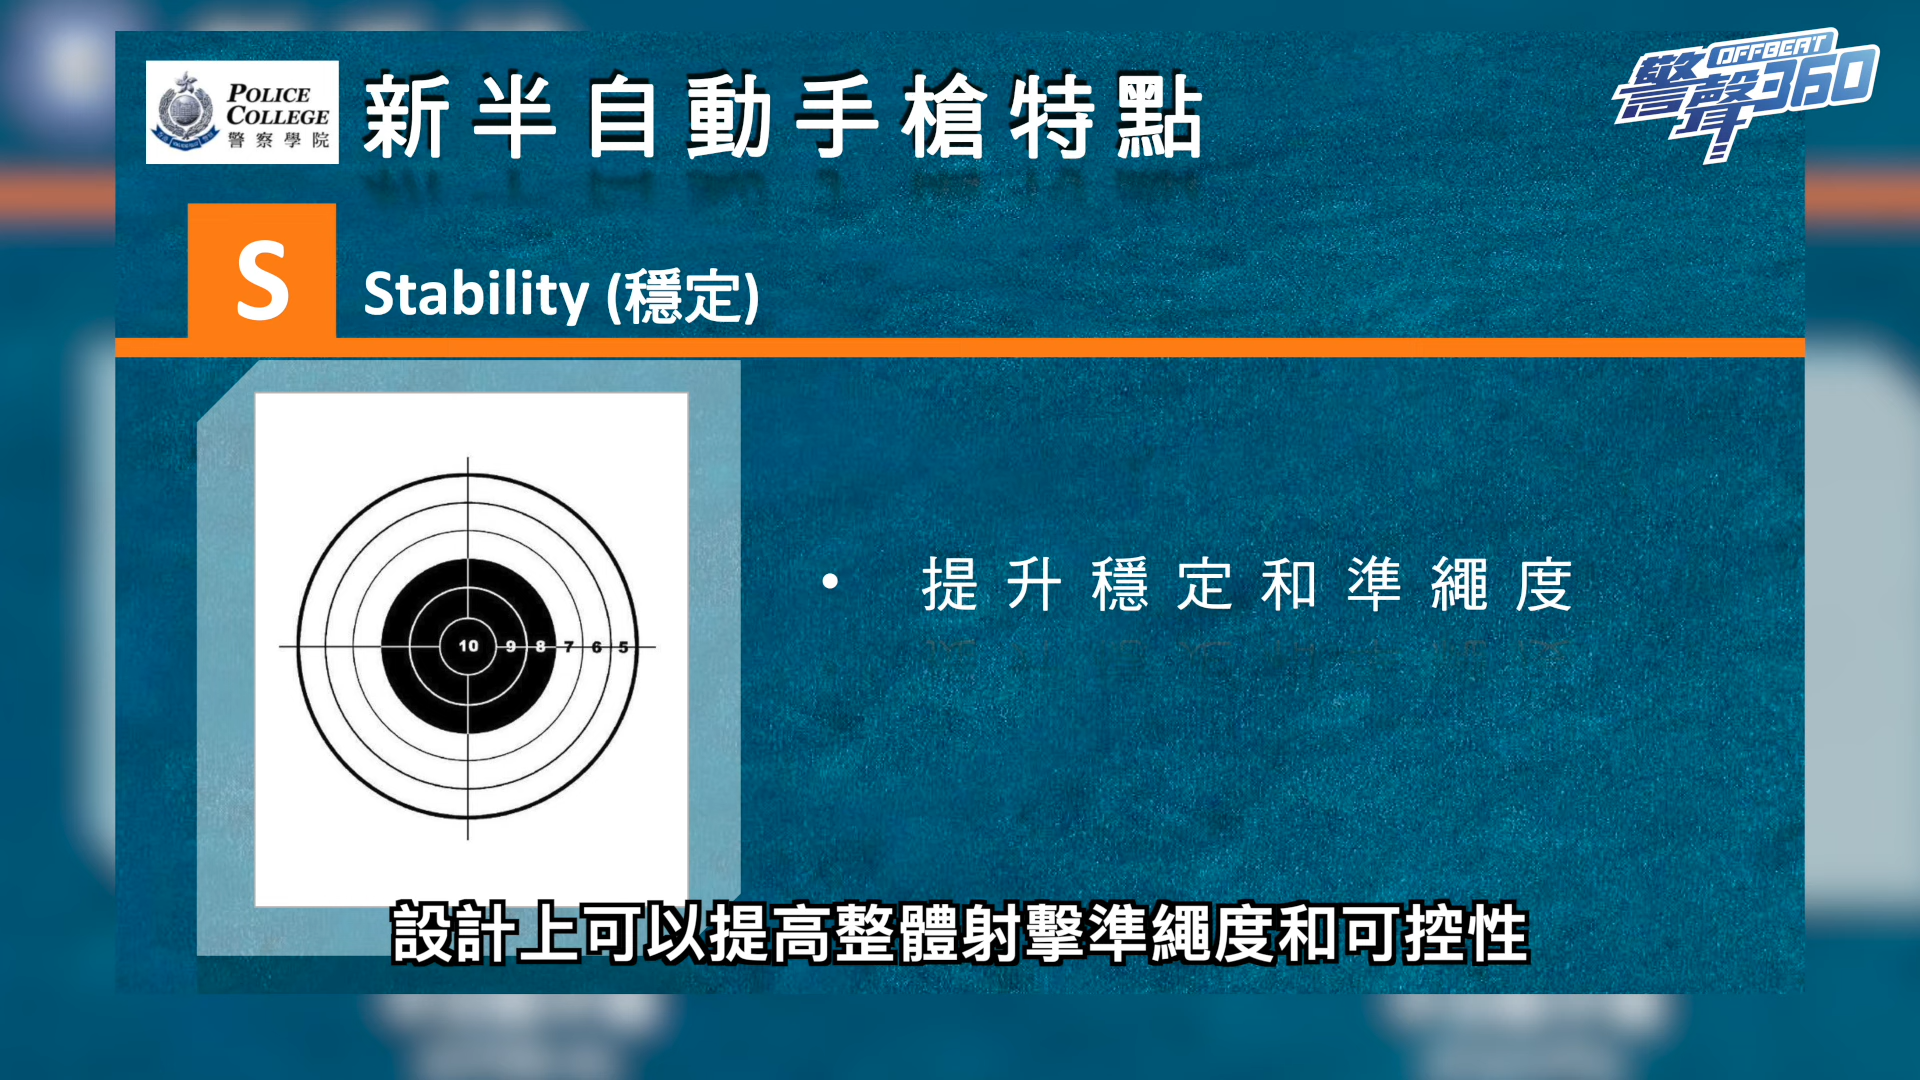 POLICE
COLLEGE
警察學院
新半自動手槍特點
OFFBEAT
警聲360
S
Stability (穩定)
10 9 8 7 6 5
• 提升穩定和準繩度
設計上可以提高整體射擊準繩度和可控性